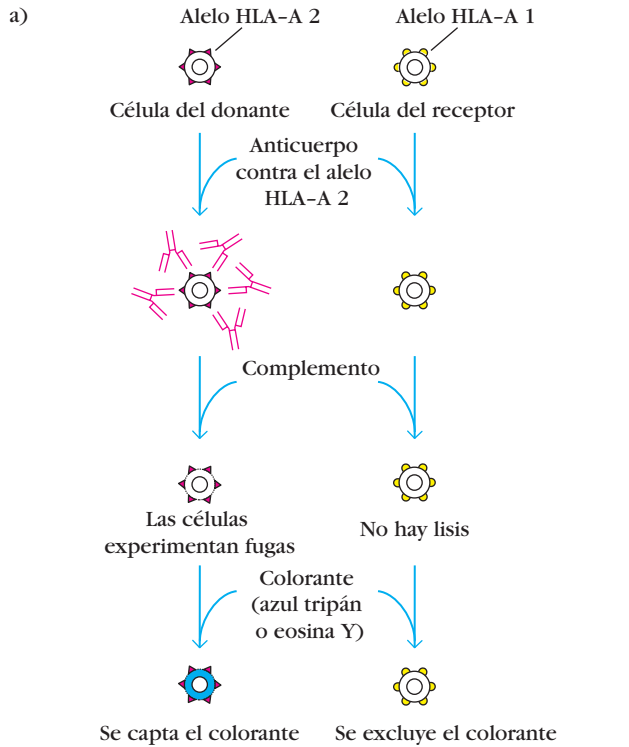 a)
Alelo HLA–A 2
Alelo HLA–A 1
Célula del donante
Célula del receptor
Anticuerpo
contra el alelo
HLA–A 2
Complemento
Las células
experimentan fugas
No hay lisis
Colorante
(azul tripán
o eosina Y)
Se capta el colorante
Se excluye el colorante